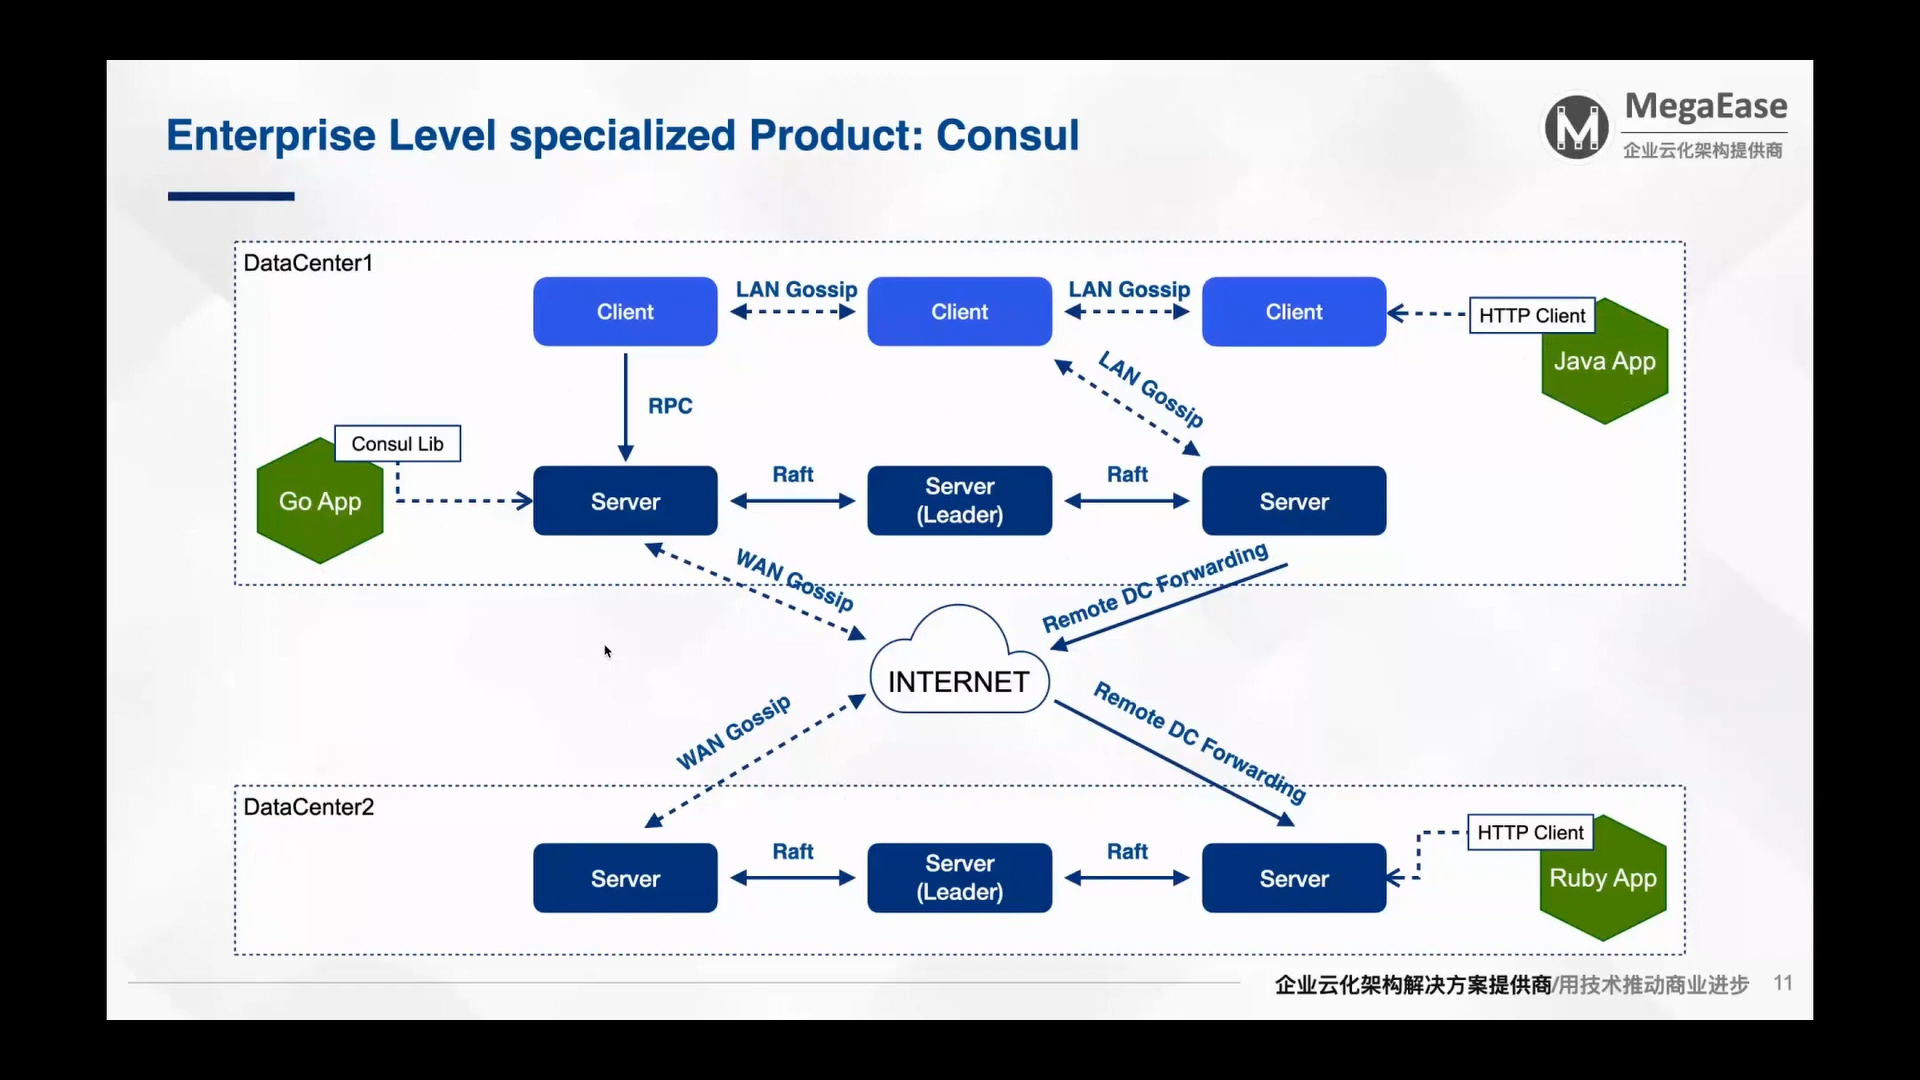 Enterprise Level specialized Product: Consul
MegaEase
企业云化架构提供商
DataCenter1
Client
LAN Gossip
Client
LAN Gossip
Client
HTTP Client
Java App
LAN Gossip
RPC
Consul Lib
Go App
Server
Raft
Server
(Leader)
Raft
Server
WAN Gossip
Remote DC Forwarding
INTERNET
WAN Gossip
Remote DC Forwarding
DataCenter2
Server
Raft
Server
(Leader)
Raft
Server
HTTP Client
Ruby App
企业云化架构解决方案提供商/用技术推动商业进步 11